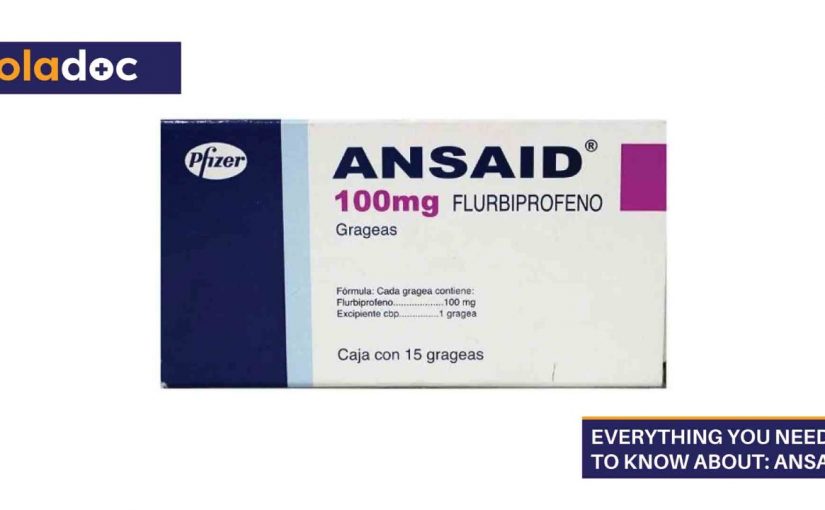 oladoc
Pfizer
ANSAID®
100mg FLURBIPROFENO
Grageas
Fórmula: Cada gragea contiene:
Flurbiprofeno....................100 mg
Excipiente cbp...............1 gragea
Caja con 15 grageas
EVERYTHING YOU NEED
TO KNOW ABOUT: ANSA